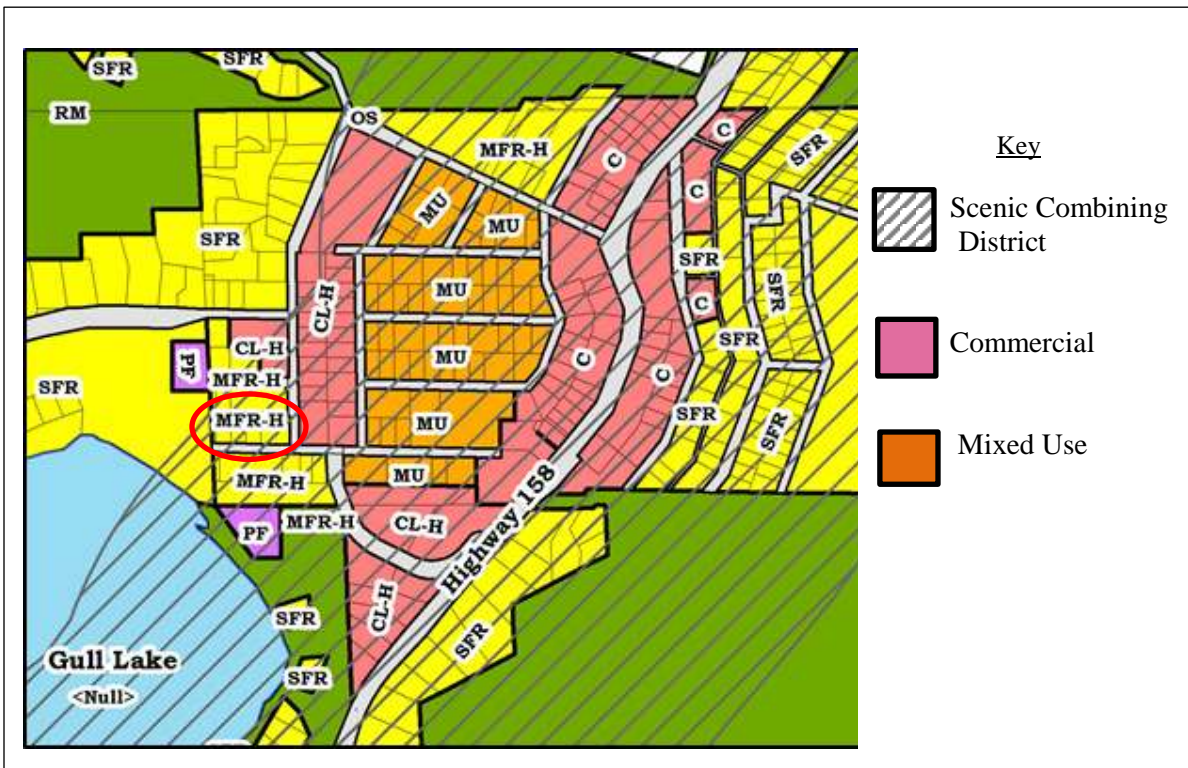 SFR
SFR
RM
OS
MFR-H
C
C
SFR
MU
MU
C
SFR
SFR
SFR
MU
CL-H
C
CL-H
MU
SFR
C
C
PF
MFR-H
SFR
MFR-H
MU
SFR
SFR
MU
MFR-H
PF
MFR-H
CL-H
Highway 158
CL-H
SFR
SFR
Gull Lake
<Null>
SFR
Key
Scenic Combining
District
Commercial
Mixed Use